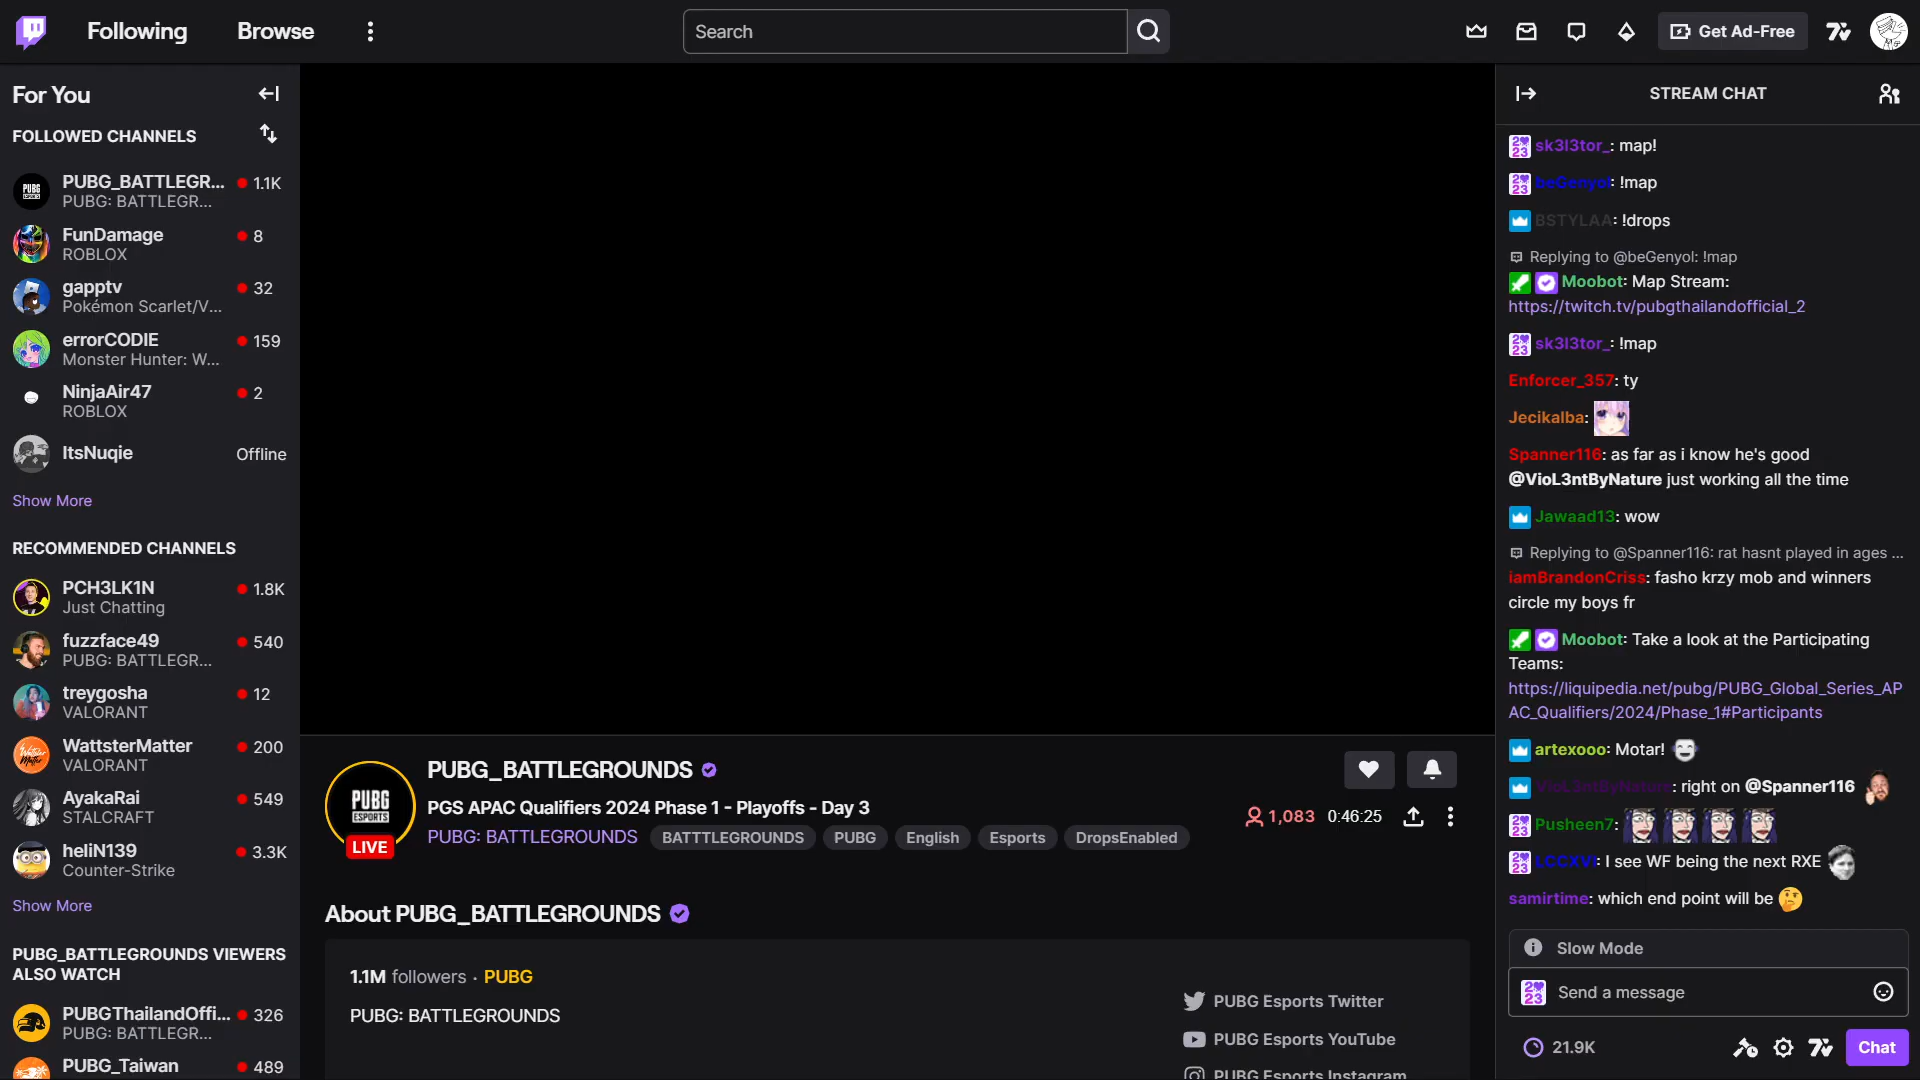 Following
Browse
Search
Get Ad-Free
For You
FOLLOWED CHANNELS
PUBG_BATTLEGR... 1.1K
PUBG: BATTLEGR...
FunDamage 8
ROBLOX
gapptv 32
Pokémon Scarlet/V...
errorCODIE 159
Monster Hunter: W...
NinjaAir47 2
ROBLOX
ItsNuqie Offline
Show More
RECOMMENDED CHANNELS
PCH3LK1N 1.8K
Just Chatting
fuzzface49 540
PUBG: BATTLEGR...
treygosha 12
VALORANT
WattsterMatter 200
VALORANT
AyakaRai 549
STALCRAFT
heliN139 3.3K
Counter-Strike
Show More
PUBG_BATTLEGROUNDS VIEWERS
ALSO WATCH
PUBGThailandOffi... 326
PUBG: BATTLEGR...
PUBG_Taiwan 489
PUBG
ESPORTS
LIVE
PUBG_BATTLEGROUNDS
PGS APAC Qualifiers 2024 Phase 1 - Playoffs - Day 3
PUBG: BATTLEGROUNDS BATTTLEGROUNDS PUBG English Esports DropsEnabled
1,083 0:46:25
About PUBG_BATTLEGROUNDS
1.1M followers · PUBG
PUBG: BATTLEGROUNDS
PUBG Esports Twitter
PUBG Esports YouTube
PUBG Esports Instagram
STREAM CHAT
sk3l3tor_: map!
beGenyol: !map
BSTYLAA: !drops
Replying to @beGenyol: !map
Moobot: Map Stream:
https://twitch.tv/pubgthailandofficial_2
sk3l3tor_: !map
Enforcer_357: ty
Jecikalba:
Spanner116: as far as i know he's good
@VioL3ntByNature just working all the time
Jawaad13: wow
Replying to @Spanner116: rat hasnt played in ages ...
iamBrandonCriss: fasho krzy mob and winners
circle my boys fr
Moobot: Take a look at the Participating
Teams:
https://liquipedia.net/pubg/PUBG_Global_Series_AP
AC_Qualifiers/2024/Phase_1#Participants
artexooo: Motar!
VioL3ntByNature: right on @Spanner116
Pusheen7:
LCCXVI: I see WF being the next RXE
samirtime: which end point will be 🤔
Slow Mode
Send a message
21.9K
Chat